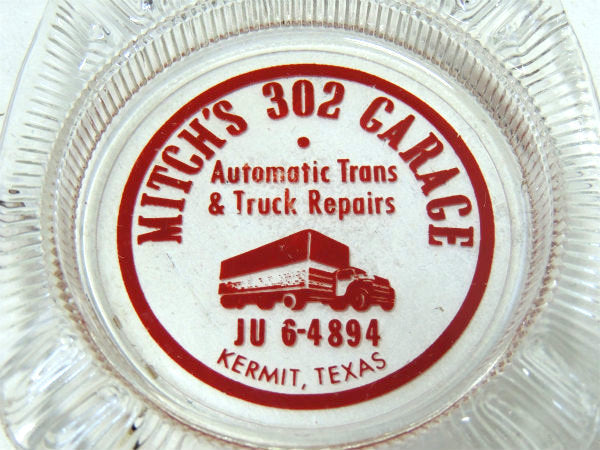 MITCH'S 302 GARAGE
Automatic Trans
& Truck Repairs
JU 6-4894
KERMIT, TEXAS